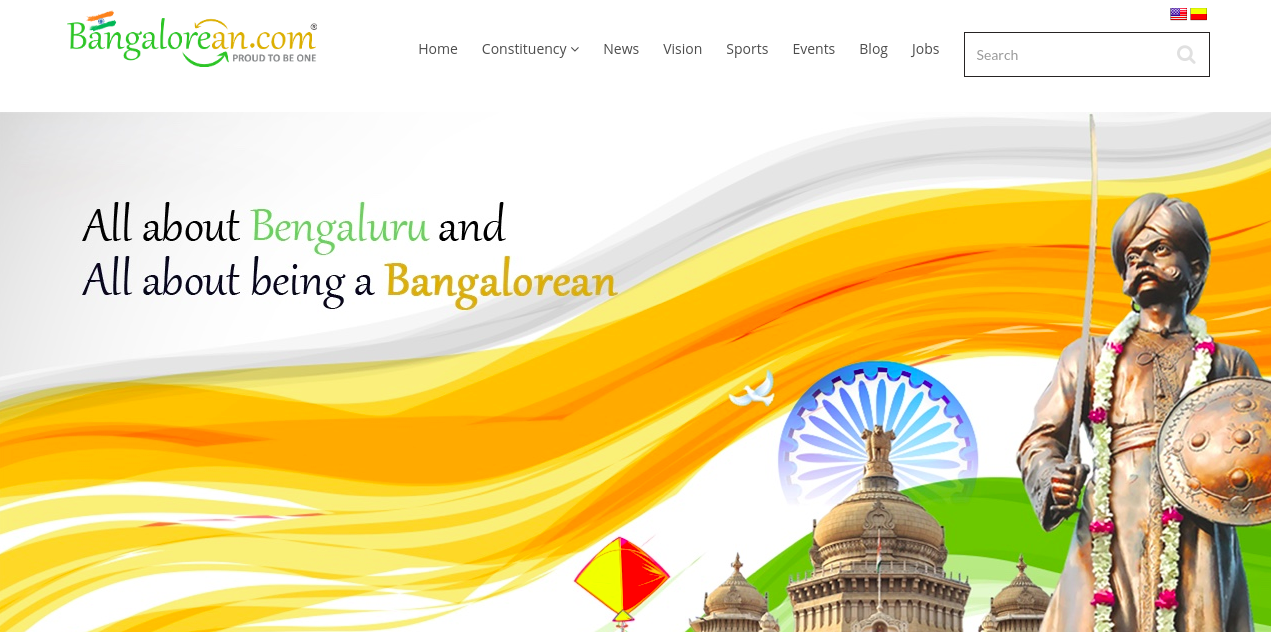 Bangalorean.com®
PROUD TO BE ONE
Home Constituency News Vision Sports Events Blog Jobs
Search
All about Bengaluru and
All about being a Bangalorean